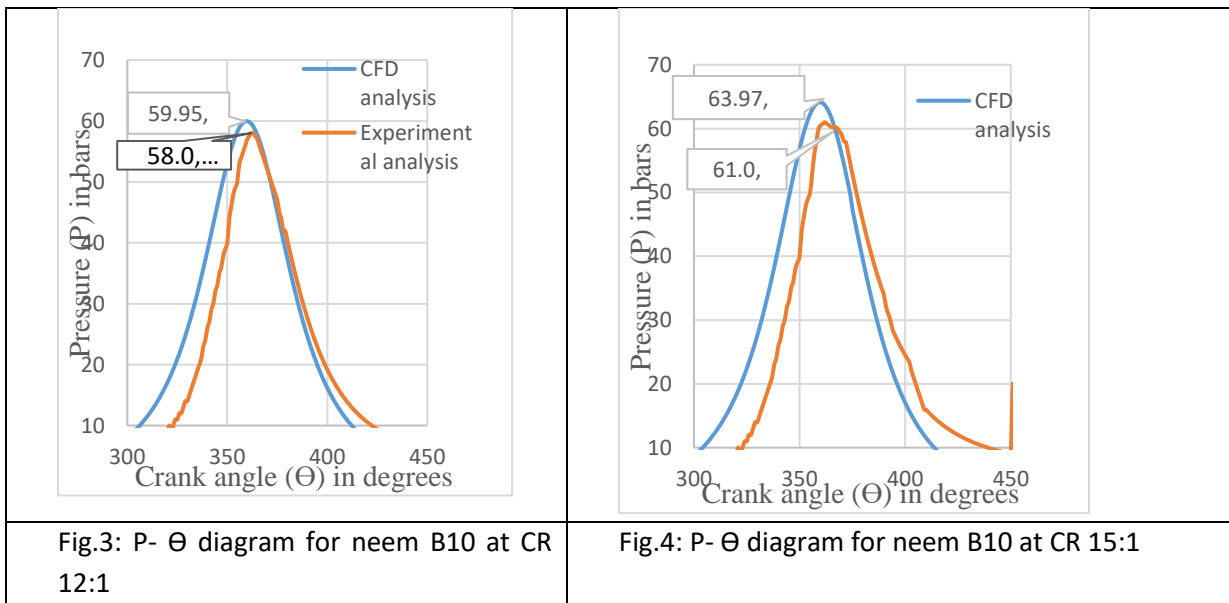 70
60
50
40
30
20
10
Pressure (P) in bars
300
350
400
450
Crank angle (Ɵ) in degrees
59.95,
58.0,...
CFD
analysis
Experiment
al analysis
Fig.3: P- Ɵ diagram for neem B10 at CR
12:1
70
60
50
40
30
20
10
Pressure (P) in bars
300
350
400
450
Crank angle (Ɵ) in degrees
63.97,
61.0,
CFD
analysis
Fig.4: P- Ɵ diagram for neem B10 at CR 15:1